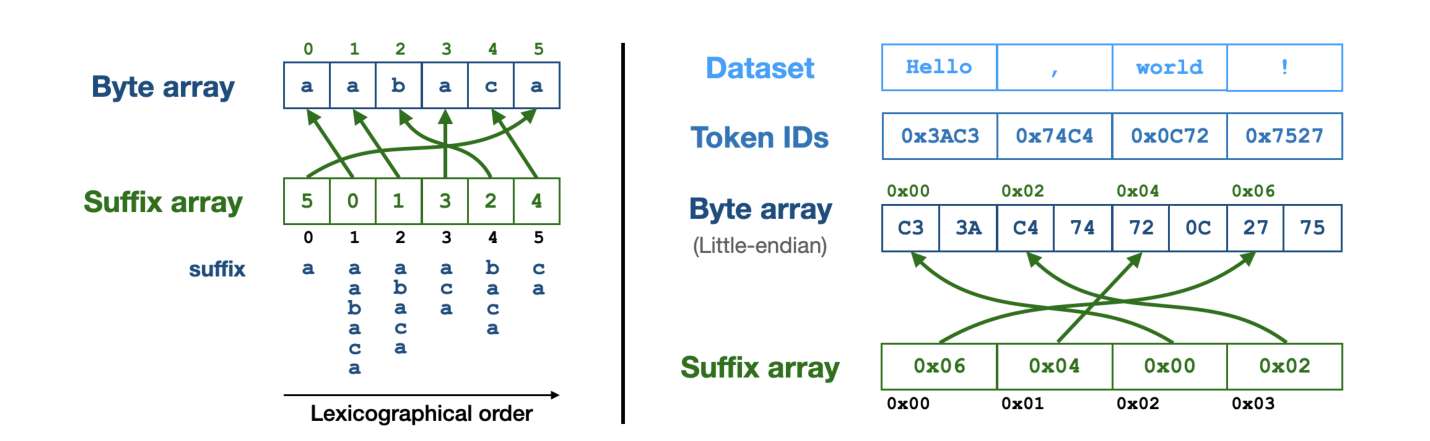 0 1 2 3 4 5
Byte array a a b a c a
Suffix array 5 0 1 3 2 4
0 1 2 3 4 5
suffix a a a a b c
a b c a a
b a a c
a c a
c a
a
Lexicographical order
Dataset Hello , world !
Token IDs 0x3AC3 0x74C4 0x0C72 0x7527
0x00 0x02 0x04 0x06
Byte array C3 3A C4 74 72 0C 27 75
(Little-endian)
Suffix array 0x06 0x04 0x00 0x02
0x00 0x01 0x02 0x03